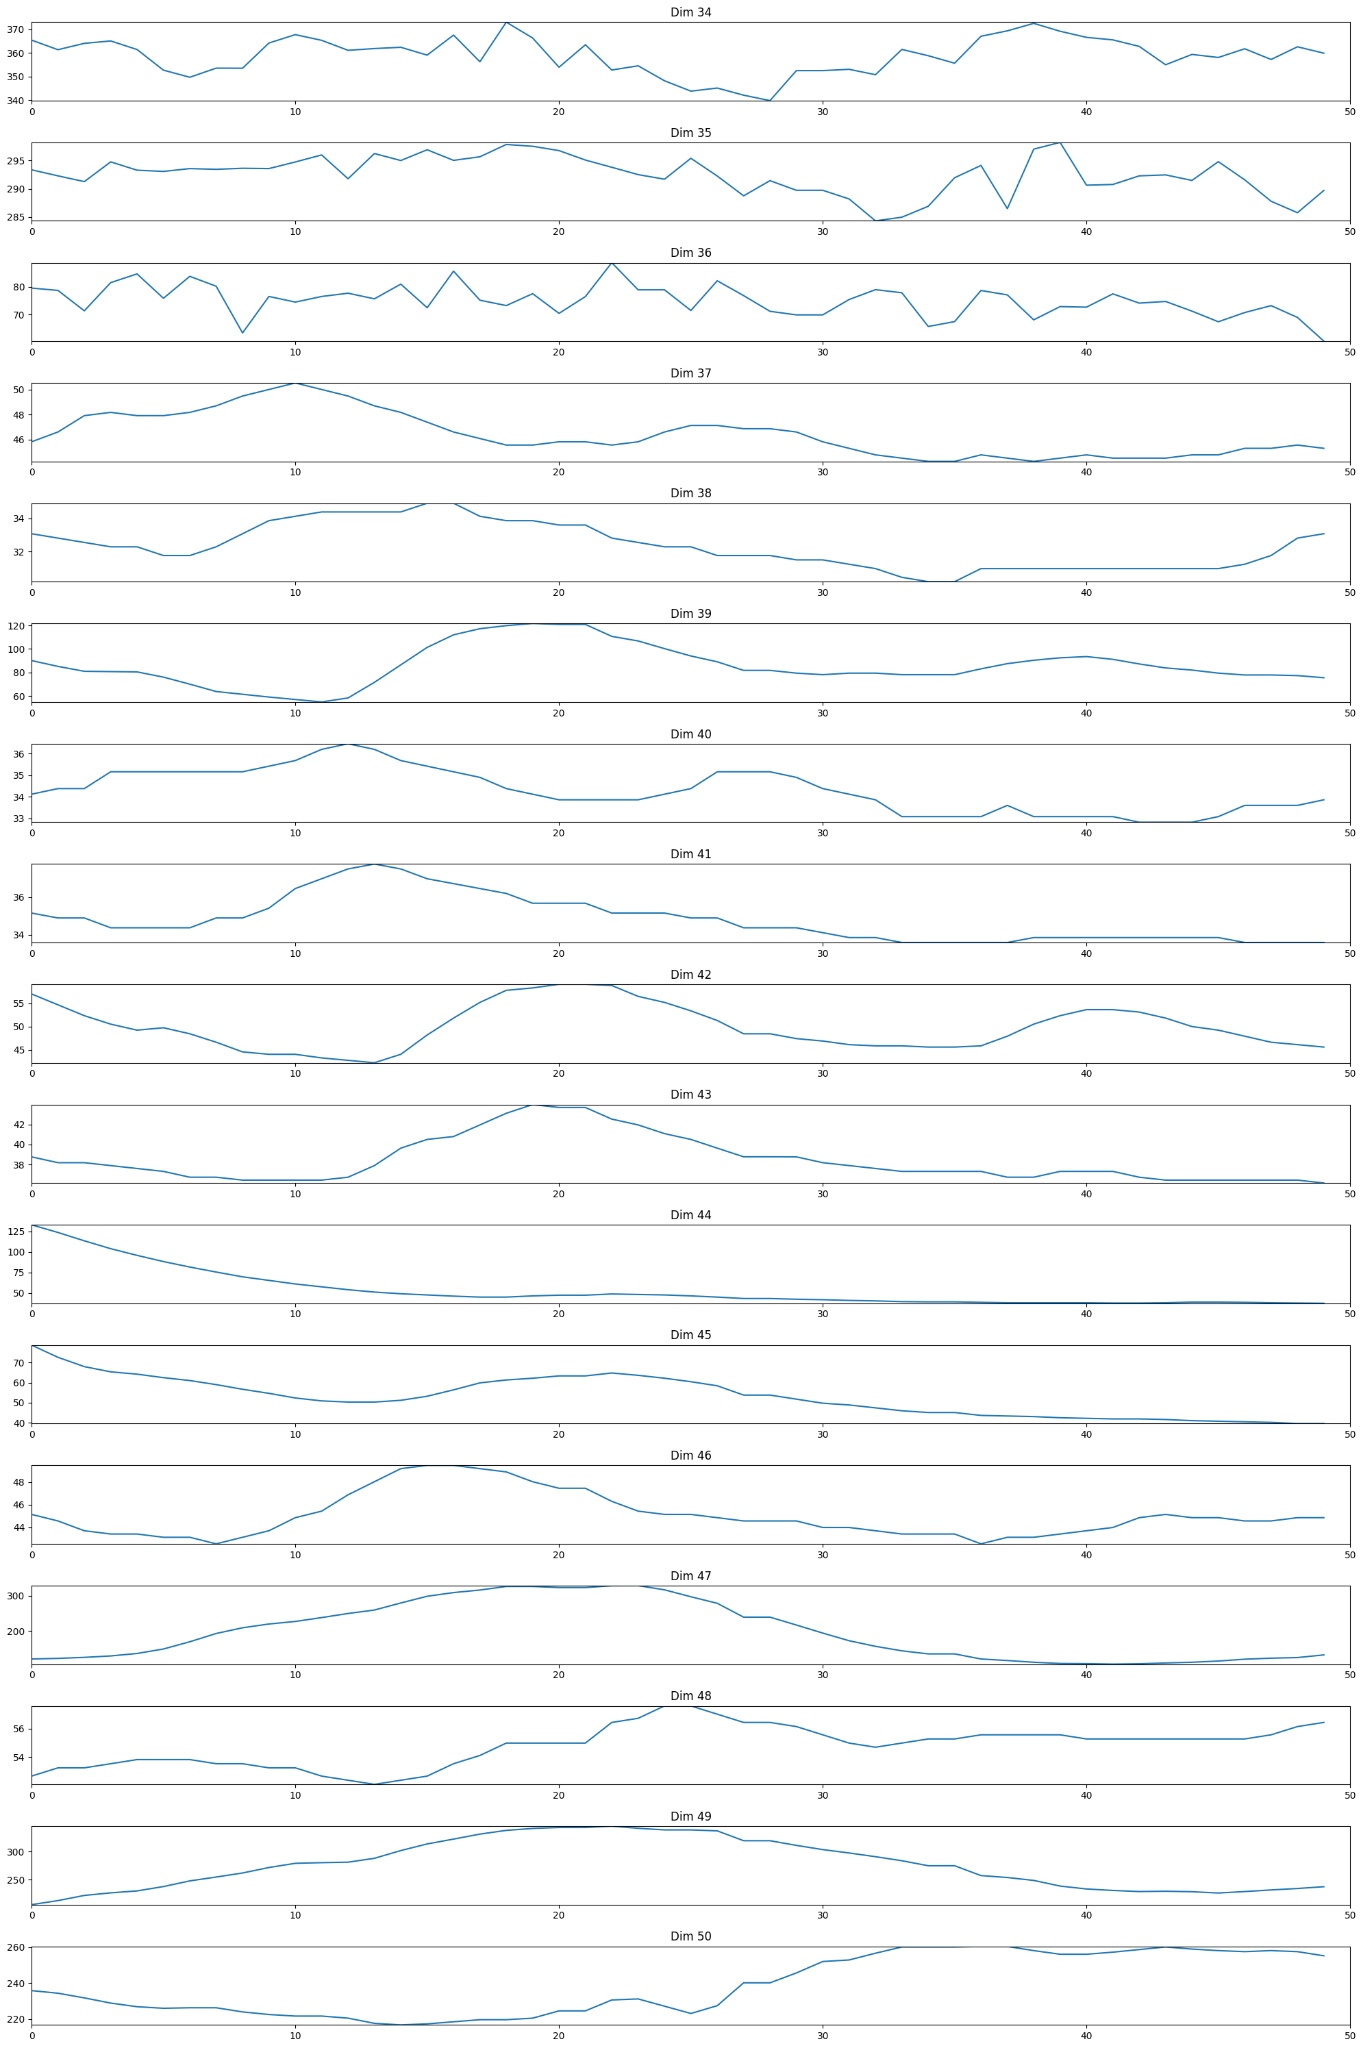 Dim 34
370
360
350
340
0 10 20 30 40 50
Dim 35
295
290
285
0 10 20 30 40 50
Dim 36
80
70
0 10 20 30 40 50
Dim 37
50
48
46
0 10 20 30 40 50
Dim 38
34
32
0 10 20 30 40 50
Dim 39
120
100
80
60
0 10 20 30 40 50
Dim 40
36
35
34
33
0 10 20 30 40 50
Dim 41
36
34
0 10 20 30 40 50
Dim 42
55
50
45
0 10 20 30 40 50
Dim 43
42
40
38
0 10 20 30 40 50
Dim 44
125
100
75
50
0 10 20 30 40 50
Dim 45
70
60
50
40
0 10 20 30 40 50
Dim 46
48
46
44
0 10 20 30 40 50
Dim 47
300
200
0 10 20 30 40 50
Dim 48
56
54
0 10 20 30 40 50
Dim 49
300
250
0 10 20 30 40 50
Dim 50
260
240
220
0 10 20 30 40 50